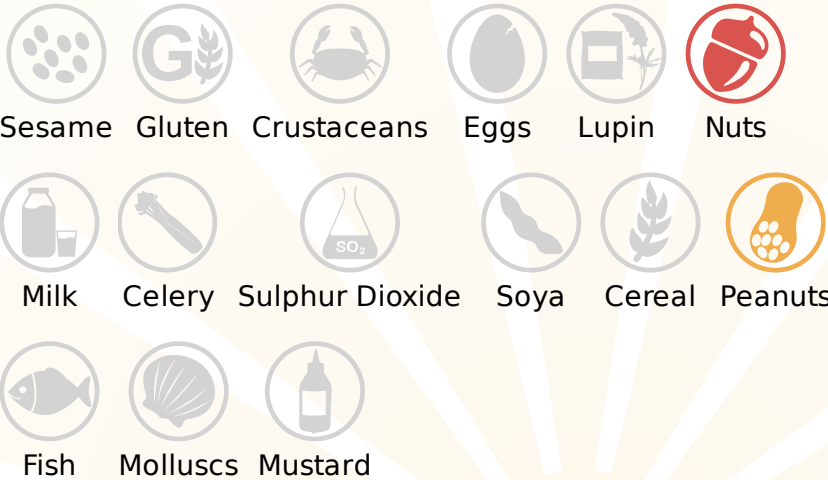 G
Sesame Gluten Crustaceans Eggs Lupin Nuts
SO₂
Milk Celery Sulphur Dioxide Soya Cereal Peanuts
Fish Molluscs Mustard